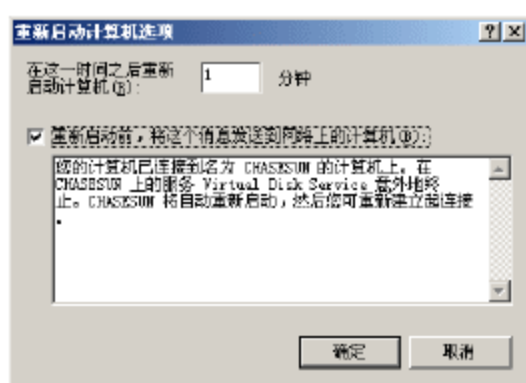 重新启动计算机选项
在这一时间之后重新
启动计算机(R):
1
分钟
重新启动前，将这个消息发送到网络上的计算机(B):
您的计算机已连接到名为 CHASESUN 的计算机上。在
CHASESUN 上的服务 Virtual Disk Service 意外地终
止。CHASESUN 将自动重新启动，然后您可重新建立起连接
。
确定
取消